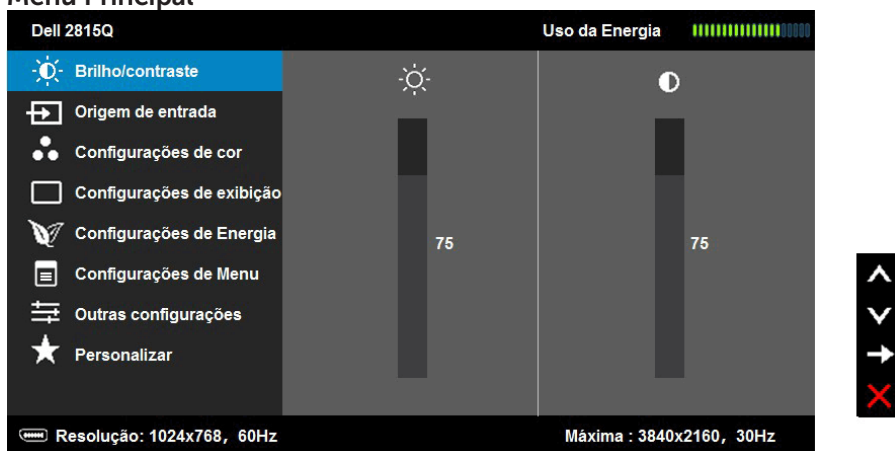 Menu Principal
Dell 2815Q
Uso da Energia
Brilho/contraste
Origem de entrada
Configurações de cor
Configurações de exibição
Configurações de Energia
Configurações de Menu
Outras configurações
Personalizar
75
75
Resolução: 1024x768, 60Hz
Máxima : 3840x2160, 30Hz